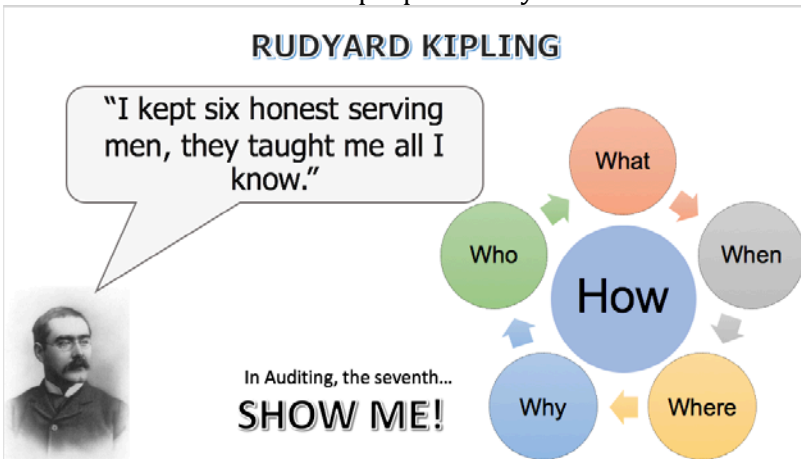 RUDYARD KIPLING
“I kept six honest serving
men, they taught me all I
know.”
What
Who
When
How
Why
Where
In Auditing, the seventh...
SHOW ME!